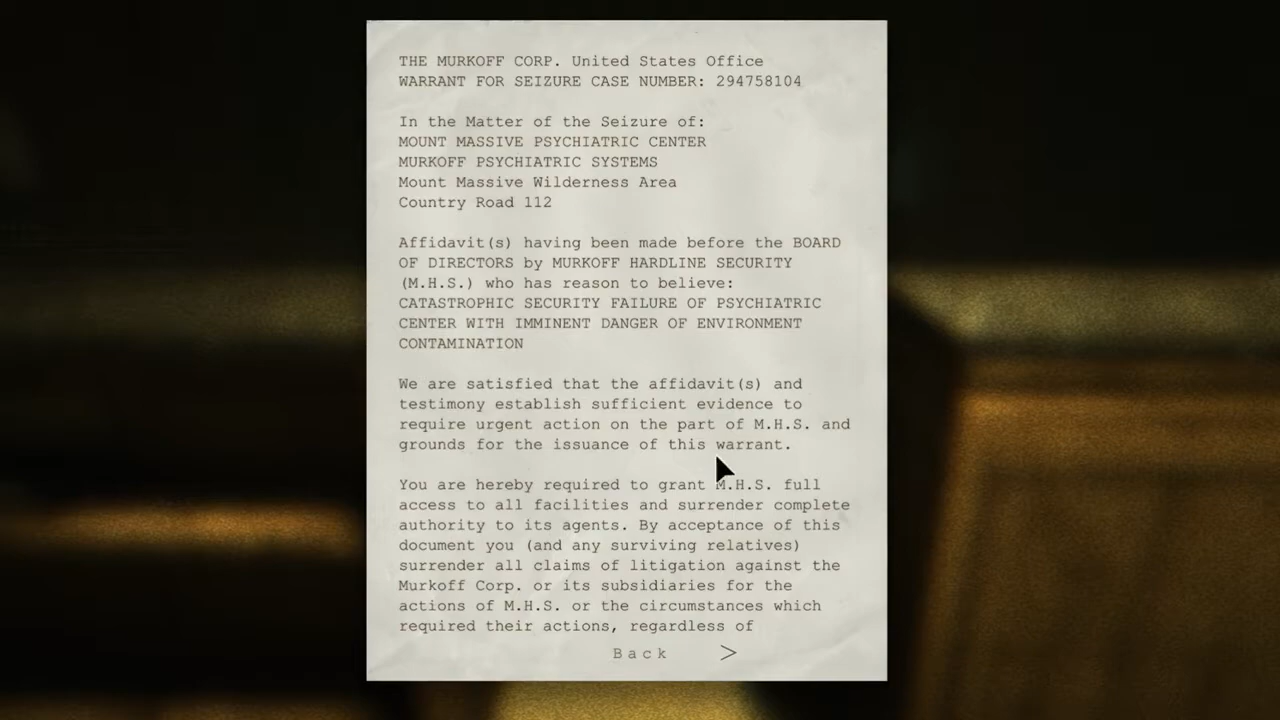 THE MURKOFF CORP. United States Office
WARRANT FOR SEIZURE CASE NUMBER: 294758104
In the Matter of the Seizure of:
MOUNT MASSIVE PSYCHIATRIC CENTER
MURKOFF PSYCHIATRIC SYSTEMS
Mount Massive Wilderness Area
Country Road 112
Affidavit(s) having been made before the BOARD
OF DIRECTORS by MURKOFF HARDLINE SECURITY
(M.H.S.) who has reason to believe:
CATASTROPHIC SECURITY FAILURE OF PSYCHIATRIC
CENTER WITH IMMINENT DANGER OF ENVIRONMENT
CONTAMINATION
We are satisfied that the affidavit(s) and
testimony establish sufficient evidence to
require urgent action on the part of M.H.S. and
grounds for the issuance of this warrant.
You are hereby required to grant M.H.S. full
access to all facilities and surrender complete
authority to its agents. By acceptance of this
document you (and any surviving relatives)
surrender all claims of litigation against the
Murkoff Corp. or its subsidiaries for the
actions of M.H.S. or the circumstances which
required their actions, regardless of
Back >